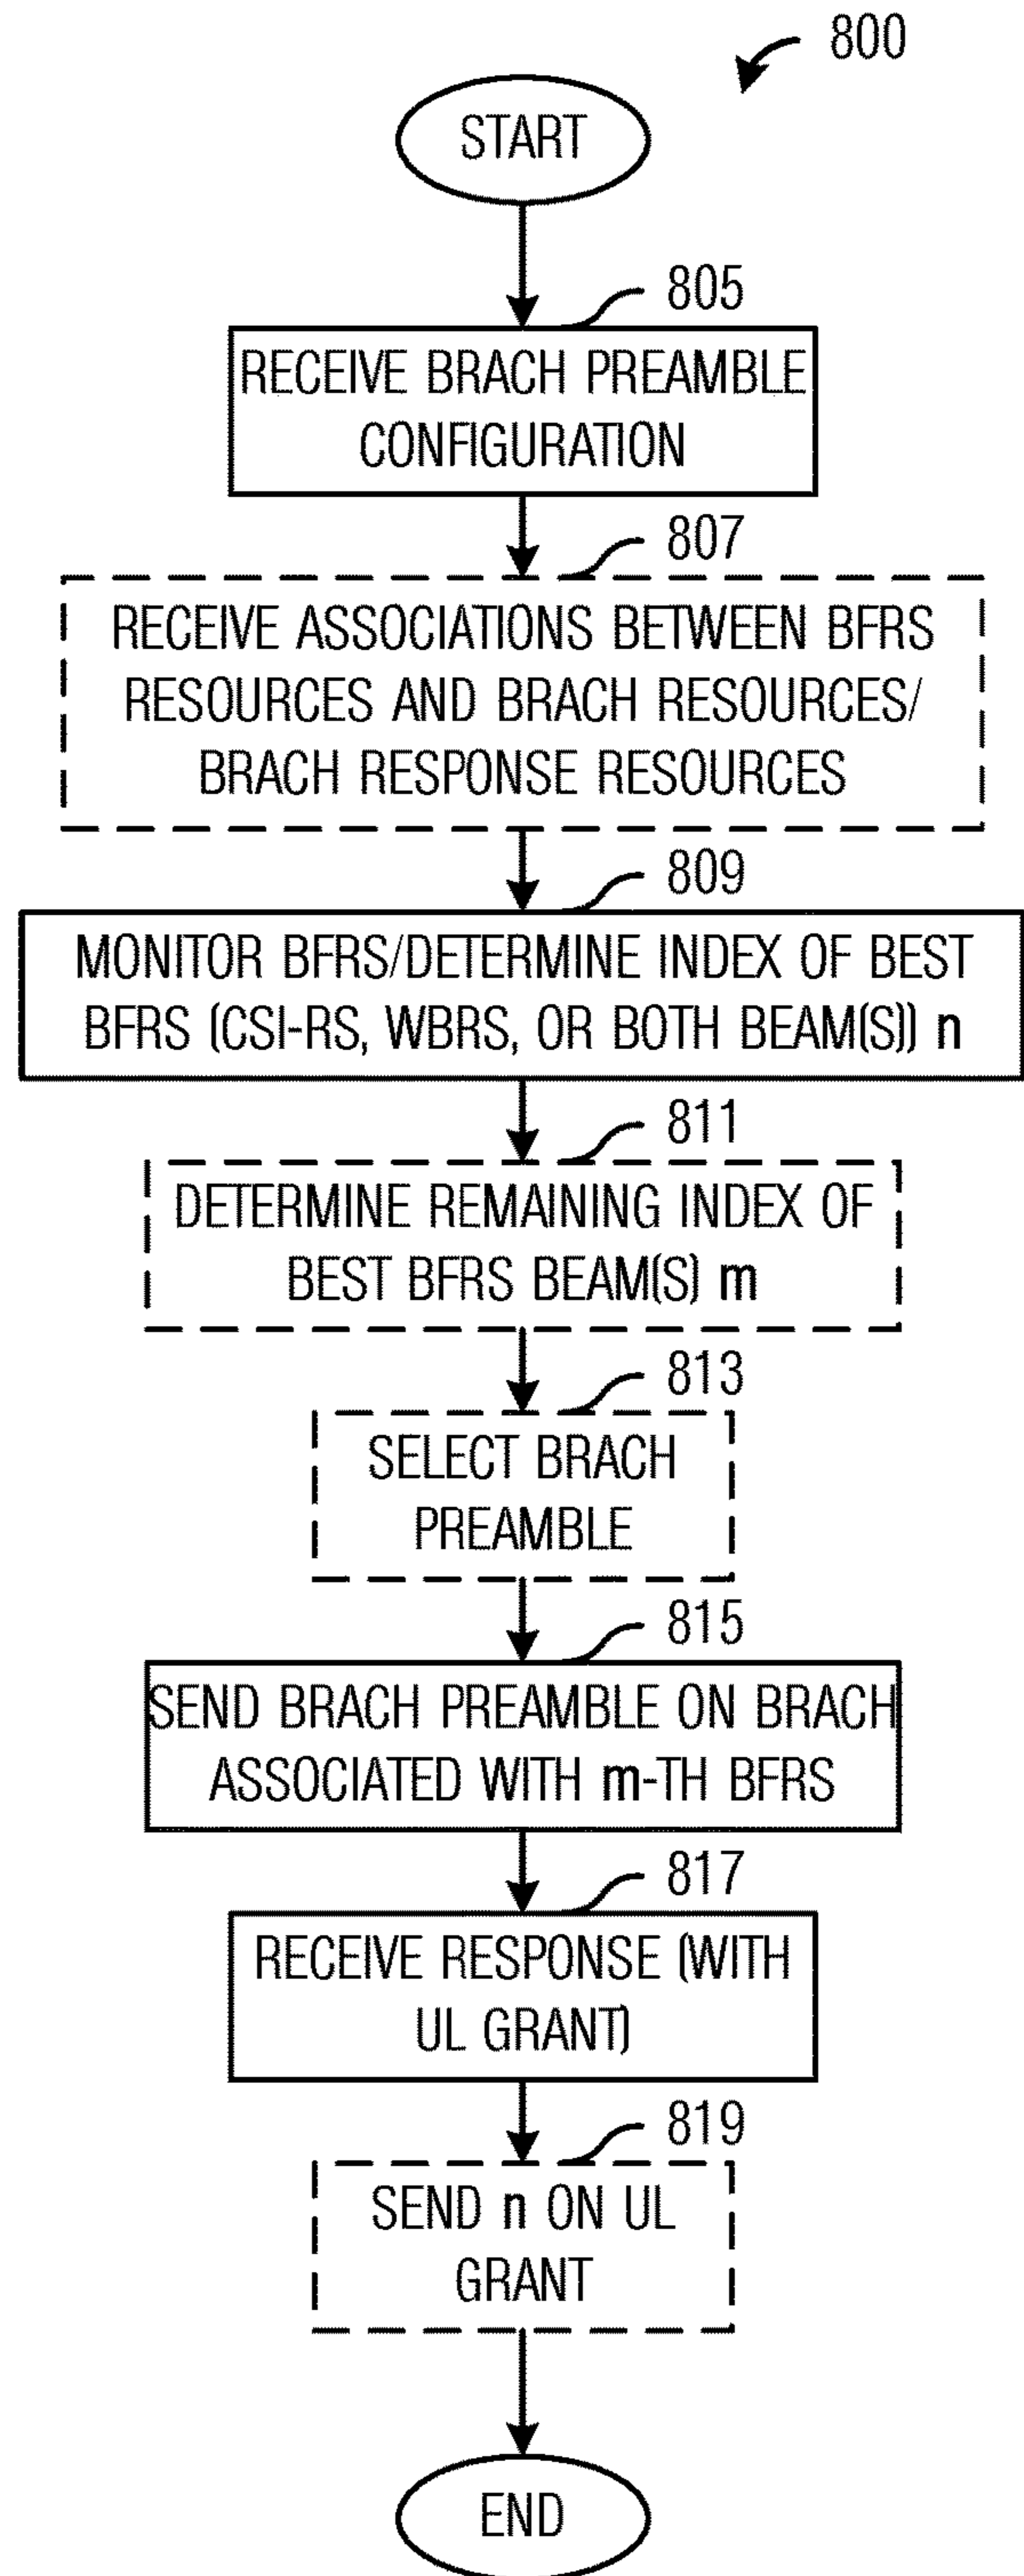 800
START
805
RECEIVE BRACH PREAMBLE
CONFIGURATION
807
RECEIVE ASSOCIATIONS BETWEEN BFRS
RESOURCES AND BRACH RESOURCES/
BRACH RESPONSE RESOURCES
809
MONITOR BFRS/DETERMINE INDEX OF BEST
BFRS (CSI-RS, WBRS, OR BOTH BEAM(S)) n
811
DETERMINE REMAINING INDEX OF
BEST BFRS BEAM(S) m
813
SELECT BRACH
PREAMBLE
815
SEND BRACH PREAMBLE ON BRACH
ASSOCIATED WITH m-TH BFRS
817
RECEIVE RESPONSE (WITH
UL GRANT)
819
SEND n ON UL
GRANT
END